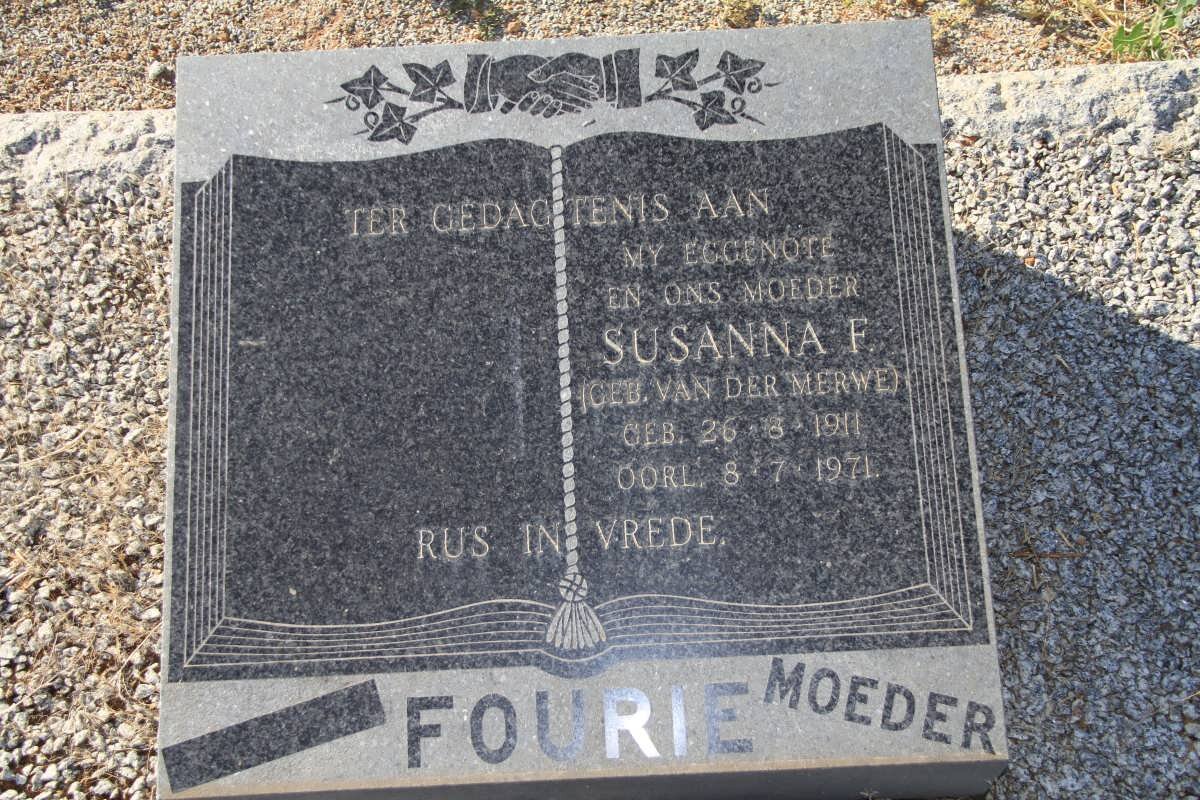 TER GEDAGTENIS AAN
MY EGGENOTE
EN ONS MOEDER
SUSANNA F.
(GEB. VAN DER MERWE)
GEB. 26 · 8 · 1911
OORL. 8 · 7 · 1971.
RUS IN VREDE.
FOURIE
MOEDER